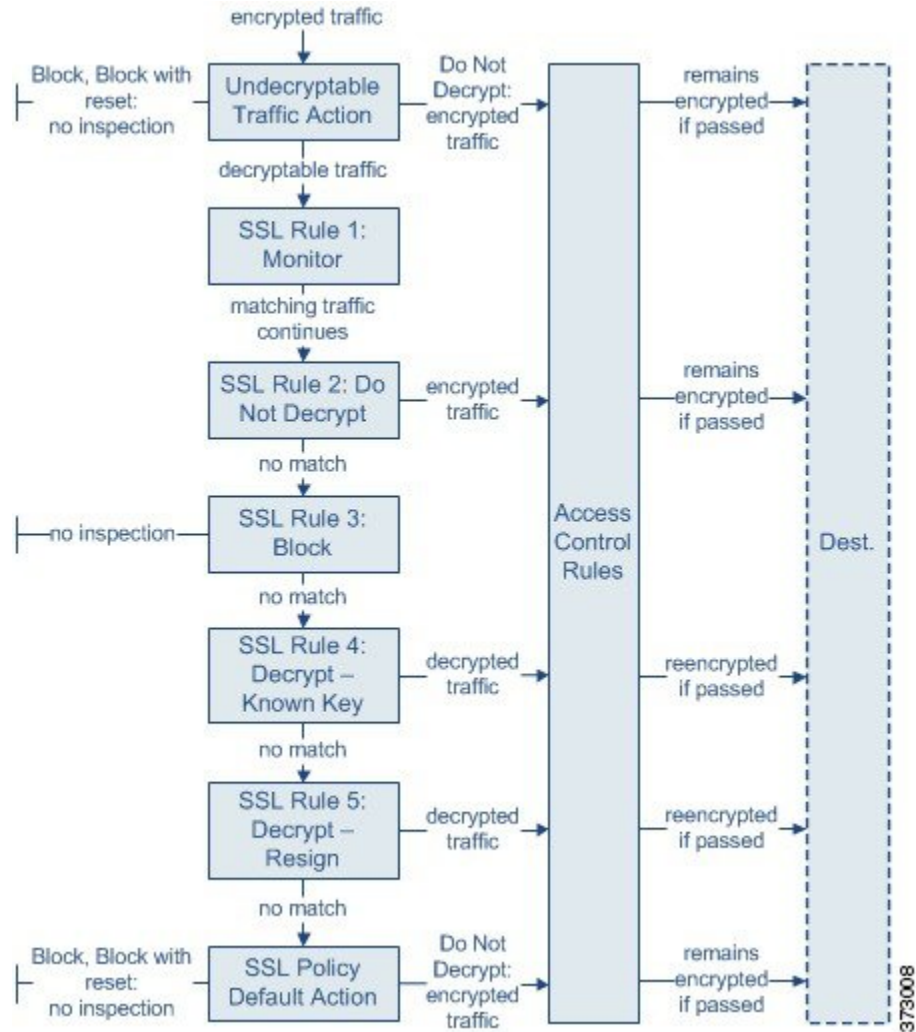 encrypted traffic
Block, Block with
reset:
no inspection
Undecryptable
Traffic Action
Do Not
Decrypt:
encrypted
traffic
remains
encrypted
if passed
decryptable traffic
SSL Rule 1:
Monitor
matching traffic
continues
SSL Rule 2: Do
Not Decrypt
encrypted
traffic
remains
encrypted
if passed
no match
no inspection
SSL Rule 3:
Block
Access
Control
Rules
Dest.
no match
SSL Rule 4:
Decrypt –
Known Key
decrypted
traffic
reencrypted
if passed
no match
SSL Rule 5:
Decrypt –
Resign
decrypted
traffic
reencrypted
if passed
no match
Block, Block with
reset:
no inspection
SSL Policy
Default Action
Do Not
Decrypt:
encrypted
traffic
remains
encrypted
if passed
373008